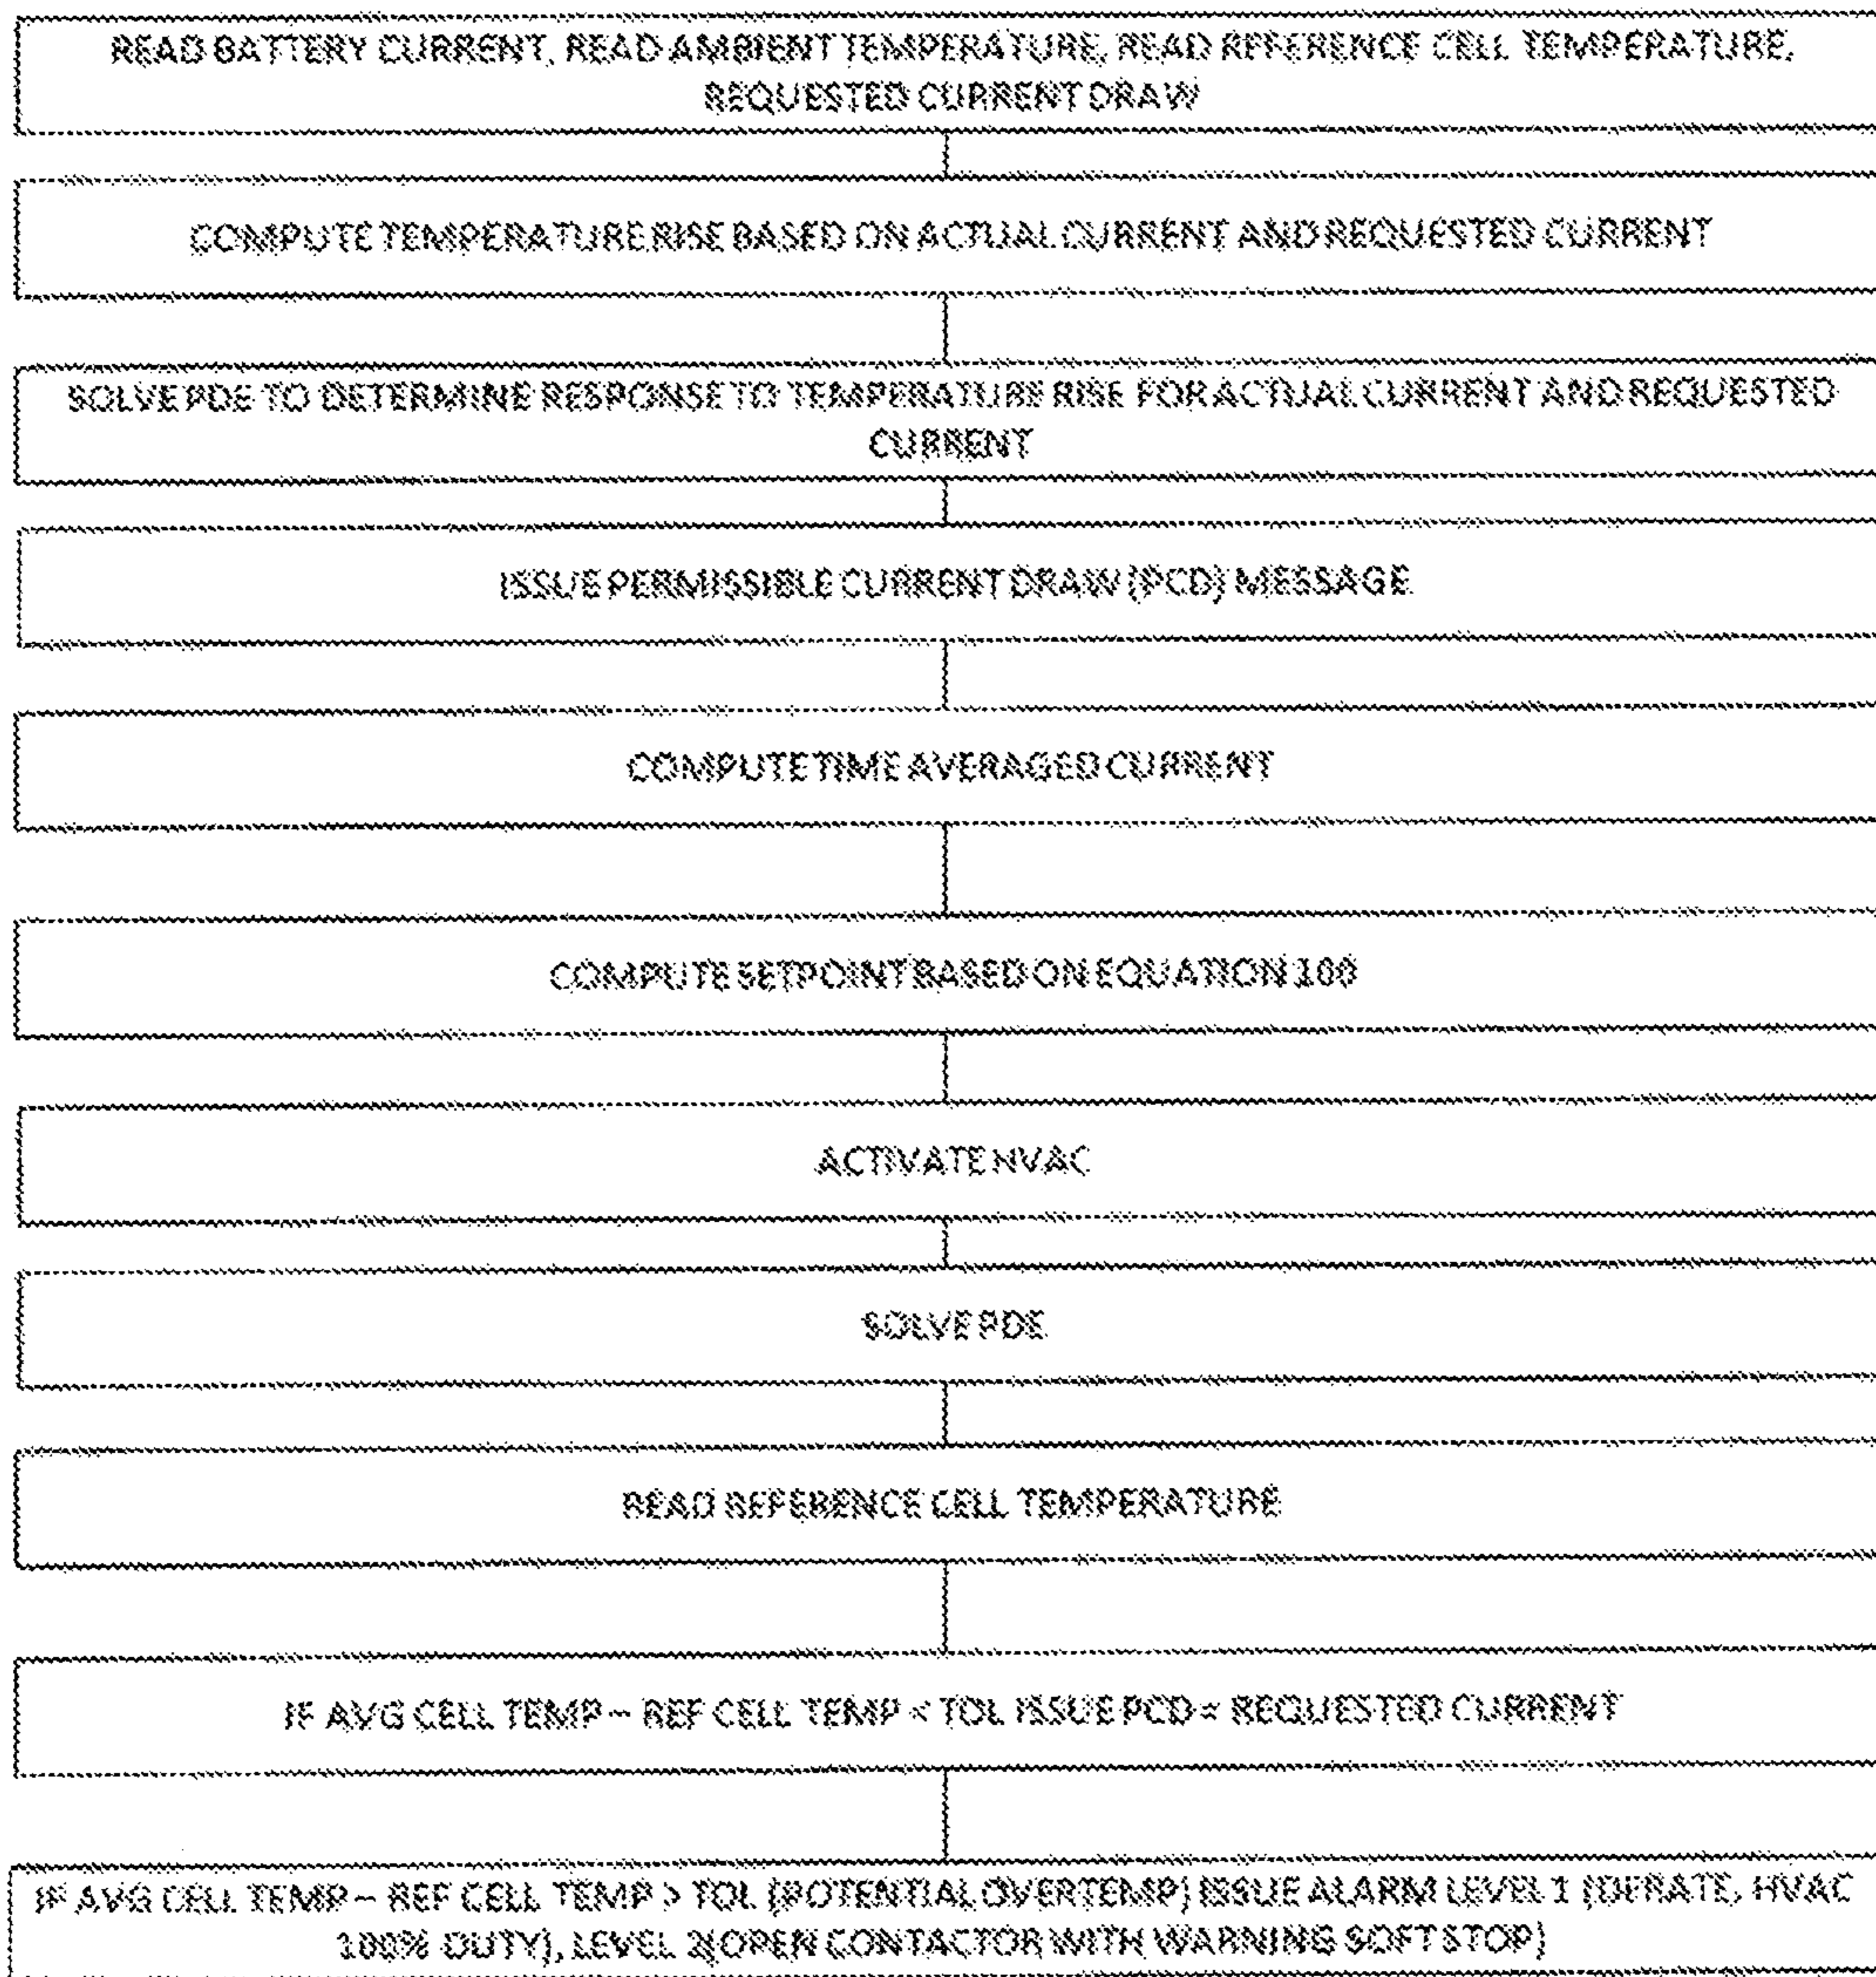 READ BATTERY CURRENT, READ AMBIENT TEMPERATURE, READ REFERENCE CELL TEMPERATURE,
REQUESTED CURRENT DRAW
COMPUTE TEMPERATURE RISE BASED ON ACTUAL CURRENT AND REQUESTED CURRENT
SOLVE PDE TO DETERMINE RESPONSE TO TEMPERATURE RISE FOR ACTUAL CURRENT AND REQUESTED
CURRENT
ISSUE PERMISSIBLE CURRENT DRAW (PCD) MESSAGE
COMPUTE TIME AVERAGED CURRENT
COMPUTE SETPOINT BASED ON EQUATION 100
ACTIVATE HVAC
SOLVE PDE
READ REFERENCE CELL TEMPERATURE
IF AVG CELL TEMP – REF CELL TEMP < TOL ISSUE PCD = REQUESTED CURRENT
IF AVG CELL TEMP – REF CELL TEMP > TOL (POTENTIAL OVERTEMP) ISSUE ALARM LEVEL 1 (DERATE, HVAC
100% DUTY), LEVEL 2(OPEN CONTACTOR WITH WARNING SOFT STOP)